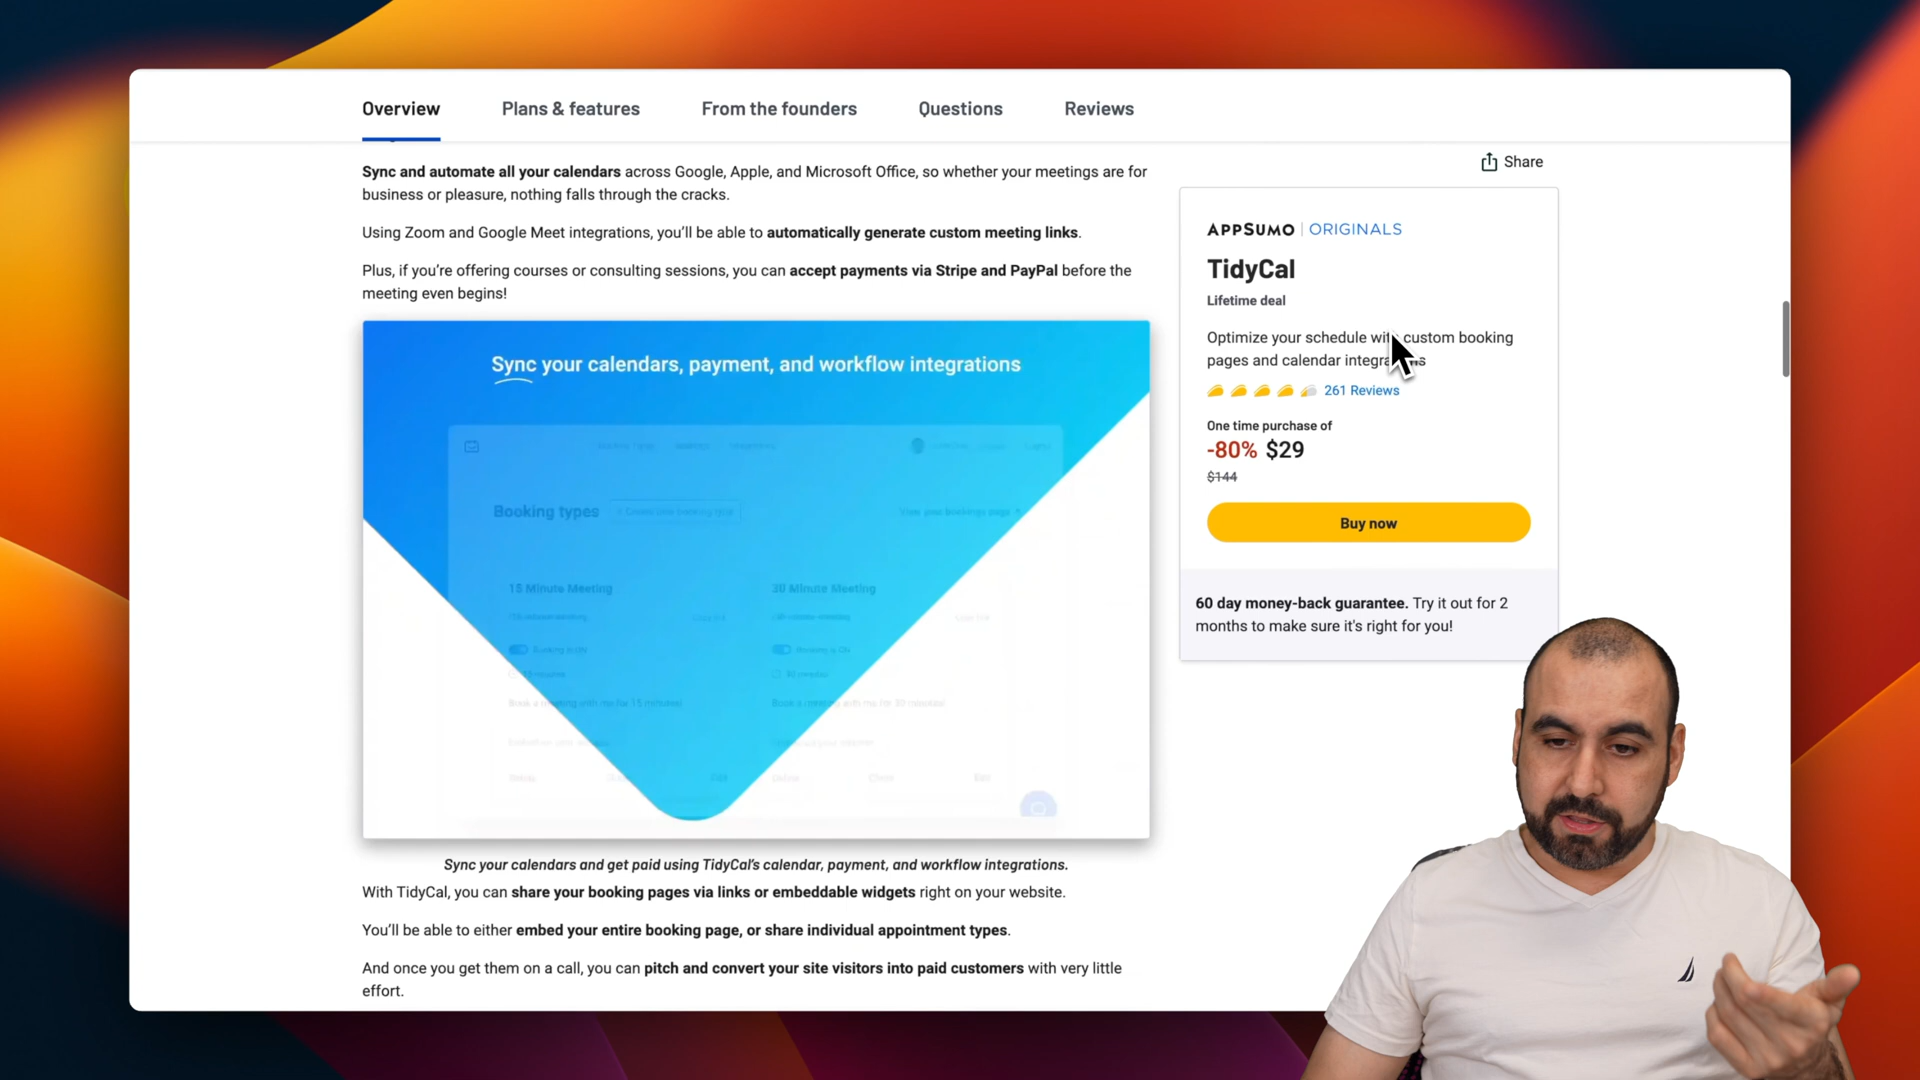 Overview
Plans & features
From the founders
Questions
Reviews
Share
Sync and automate all your calendars across Google, Apple, and Microsoft Office, so whether your meetings are for
business or pleasure, nothing falls through the cracks.
Using Zoom and Google Meet integrations, you'll be able to automatically generate custom meeting links.
Plus, if you're offering courses or consulting sessions, you can accept payments via Stripe and PayPal before the
meeting even begins!
Sync your calendars, payment, and workflow integrations
Booking types
15 Minute Meeting
30 Minute Meeting
Sync your calendars and get paid using TidyCal's calendar, payment, and workflow integrations.
With TidyCal, you can share your booking pages via links or embeddable widgets right on your website.
You'll be able to either embed your entire booking page, or share individual appointment types.
And once you get them on a call, you can pitch and convert your site visitors into paid customers with very little
effort.
APPSUMO | ORIGINALS
TidyCal
Lifetime deal
Optimize your schedule with custom booking
pages and calendar integrations
261 Reviews
One time purchase of
-80% $29
$144
Buy now
60 day money-back guarantee. Try it out for 2
months to make sure it's right for you!